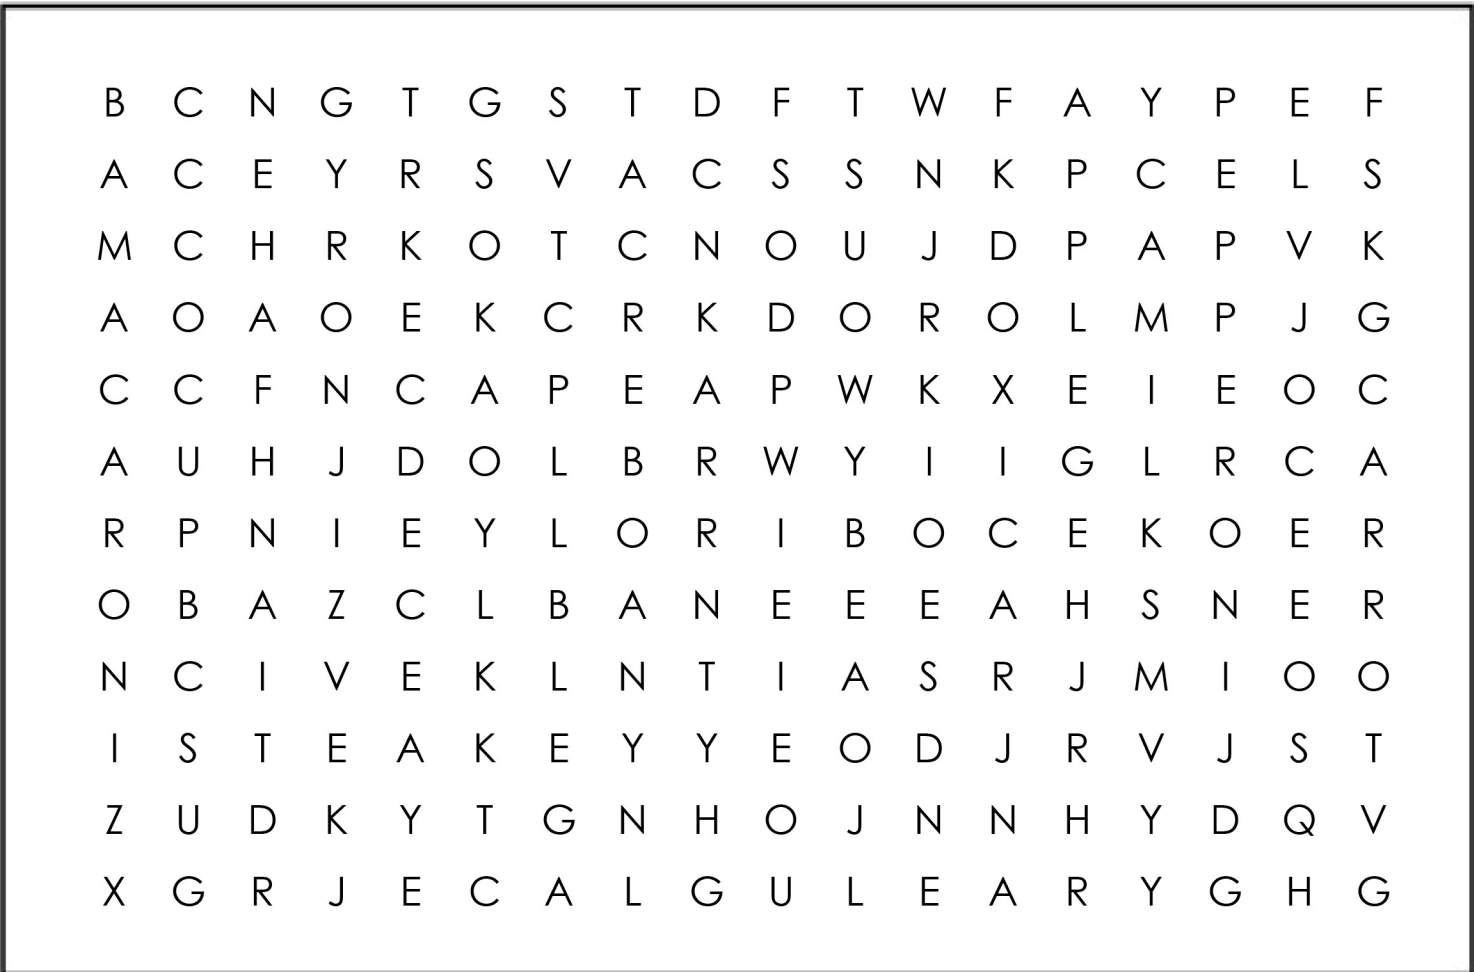 B C N G T G S T D F T W F A Y P E F
A C E Y R S V A C S S N K P C E L S
M C H R K O T C N O U J D P A P V K
A O A O E K C R K D O R O L M P J G
C C F N C A P E A P W K X E I E O C
A U H J D O L B R W Y I I G L R C A
R P N I E Y L O R I B O C E K O E R
O B A Z C L B A N E E E A H S N E R
N C I V E K L N T I A S R J M I O O
I S T E A K E Y Y E O D J R V J S T
Z U D K Y T G N H O J N N H Y D Q V
X G R J E C A L G U L E A R Y G H G